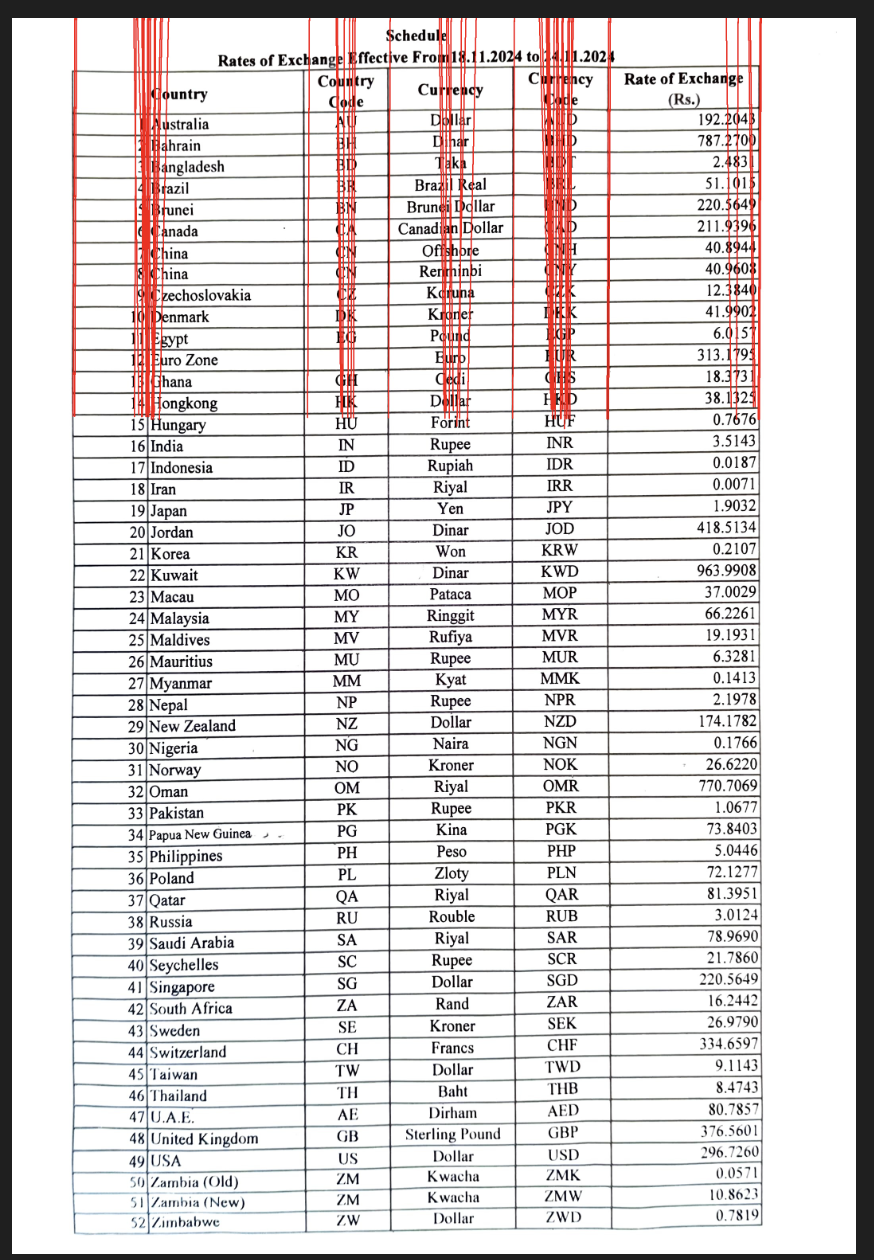 Schedule
Rates of Exchange Effective From 18.11.2024 to 24.11.2024
Country Country Code Currency Currency Code Rate of Exchange (Rs.)
1 Australia AU Dollar AUD 192.2043
2 Bahrain BH Dinar BHD 787.2700
3 Bangladesh BD Taka BDT 2.4831
4 Brazil BR Brazil Real BRL 51.1015
5 Brunei BN Brunei Dollar BND 220.5649
6 Canada CA Canadian Dollar CAD 211.9396
7 China CN Offshore CNH 40.8944
8 China CN Renminbi CNY 40.9608
9 Czechoslovakia CZ Koruna CZK 12.3840
10 Denmark DK Kroner DKK 41.9902
11 Egypt EG Pound EGP 6.0157
12 Euro Zone Euro EUR 313.1795
13 Ghana GH Cedi GHS 18.3731
14 Hongkong HK Dollar HKD 38.1325
15 Hungary HU Forint HUF 0.7676
16 India IN Rupee INR 3.5143
17 Indonesia ID Rupiah IDR 0.0187
18 Iran IR Riyal IRR 0.0071
19 Japan JP Yen JPY 1.9032
20 Jordan JO Dinar JOD 418.5134
21 Korea KR Won KRW 0.2107
22 Kuwait KW Dinar KWD 963.9908
23 Macau MO Pataca MOP 37.0029
24 Malaysia MY Ringgit MYR 66.2261
25 Maldives MV Rufiya MVR 19.1931
26 Mauritius MU Rupee MUR 6.3281
27 Myanmar MM Kyat MMK 0.1413
28 Nepal NP Rupee NPR 2.1978
29 New Zealand NZ Dollar NZD 174.1782
30 Nigeria NG Naira NGN 0.1766
31 Norway NO Kroner NOK 26.6220
32 Oman OM Riyal OMR 770.7069
33 Pakistan PK Rupee PKR 1.0677
34 Papua New Guinea PG Kina PGK 73.8403
35 Philippines PH Peso PHP 5.0446
36 Poland PL Zloty PLN 72.1277
37 Qatar QA Riyal QAR 81.3951
38 Russia RU Rouble RUB 3.0124
39 Saudi Arabia SA Riyal SAR 78.9690
40 Seychelles SC Rupee SCR 21.7860
41 Singapore SG Dollar SGD 220.5649
42 South Africa ZA Rand ZAR 16.2442
43 Sweden SE Kroner SEK 26.9790
44 Switzerland CH Francs CHF 334.6597
45 Taiwan TW Dollar TWD 9.1143
46 Thailand TH Baht THB 8.4743
47 U.A.E. AE Dirham AED 80.7857
48 United Kingdom GB Sterling Pound GBP 376.5601
49 USA US Dollar USD 296.7260
50 Zambia (Old) ZM Kwacha ZMK 0.0571
51 Zambia (New) ZM Kwacha ZMW 10.8623
52 Zimbabwe ZW Dollar ZWD 0.7819